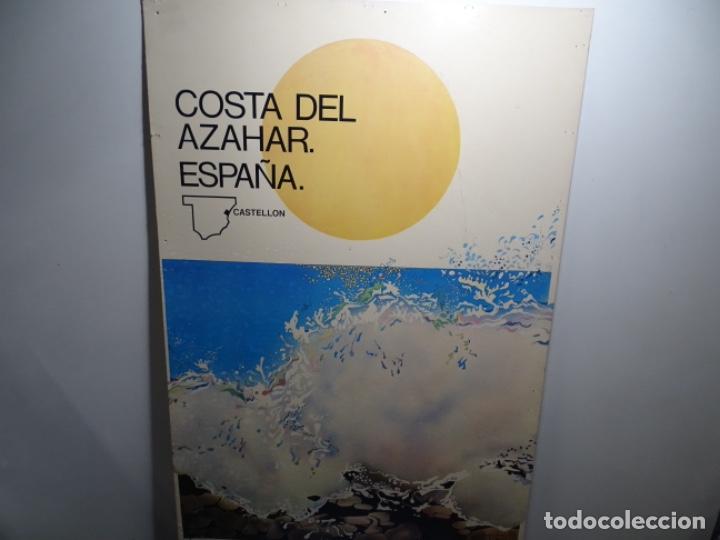 COSTA DEL
AZAHAR.
ESPAÑA.
CASTELLON
todocoleccion